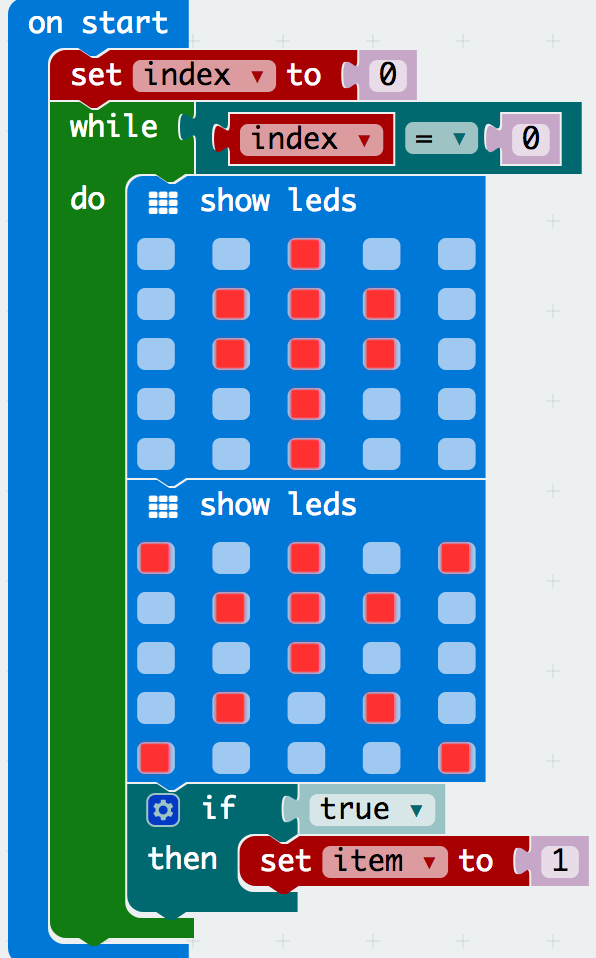 on start
set index to 0
while index = 0
do show leds
show leds
if true
then set item to 1